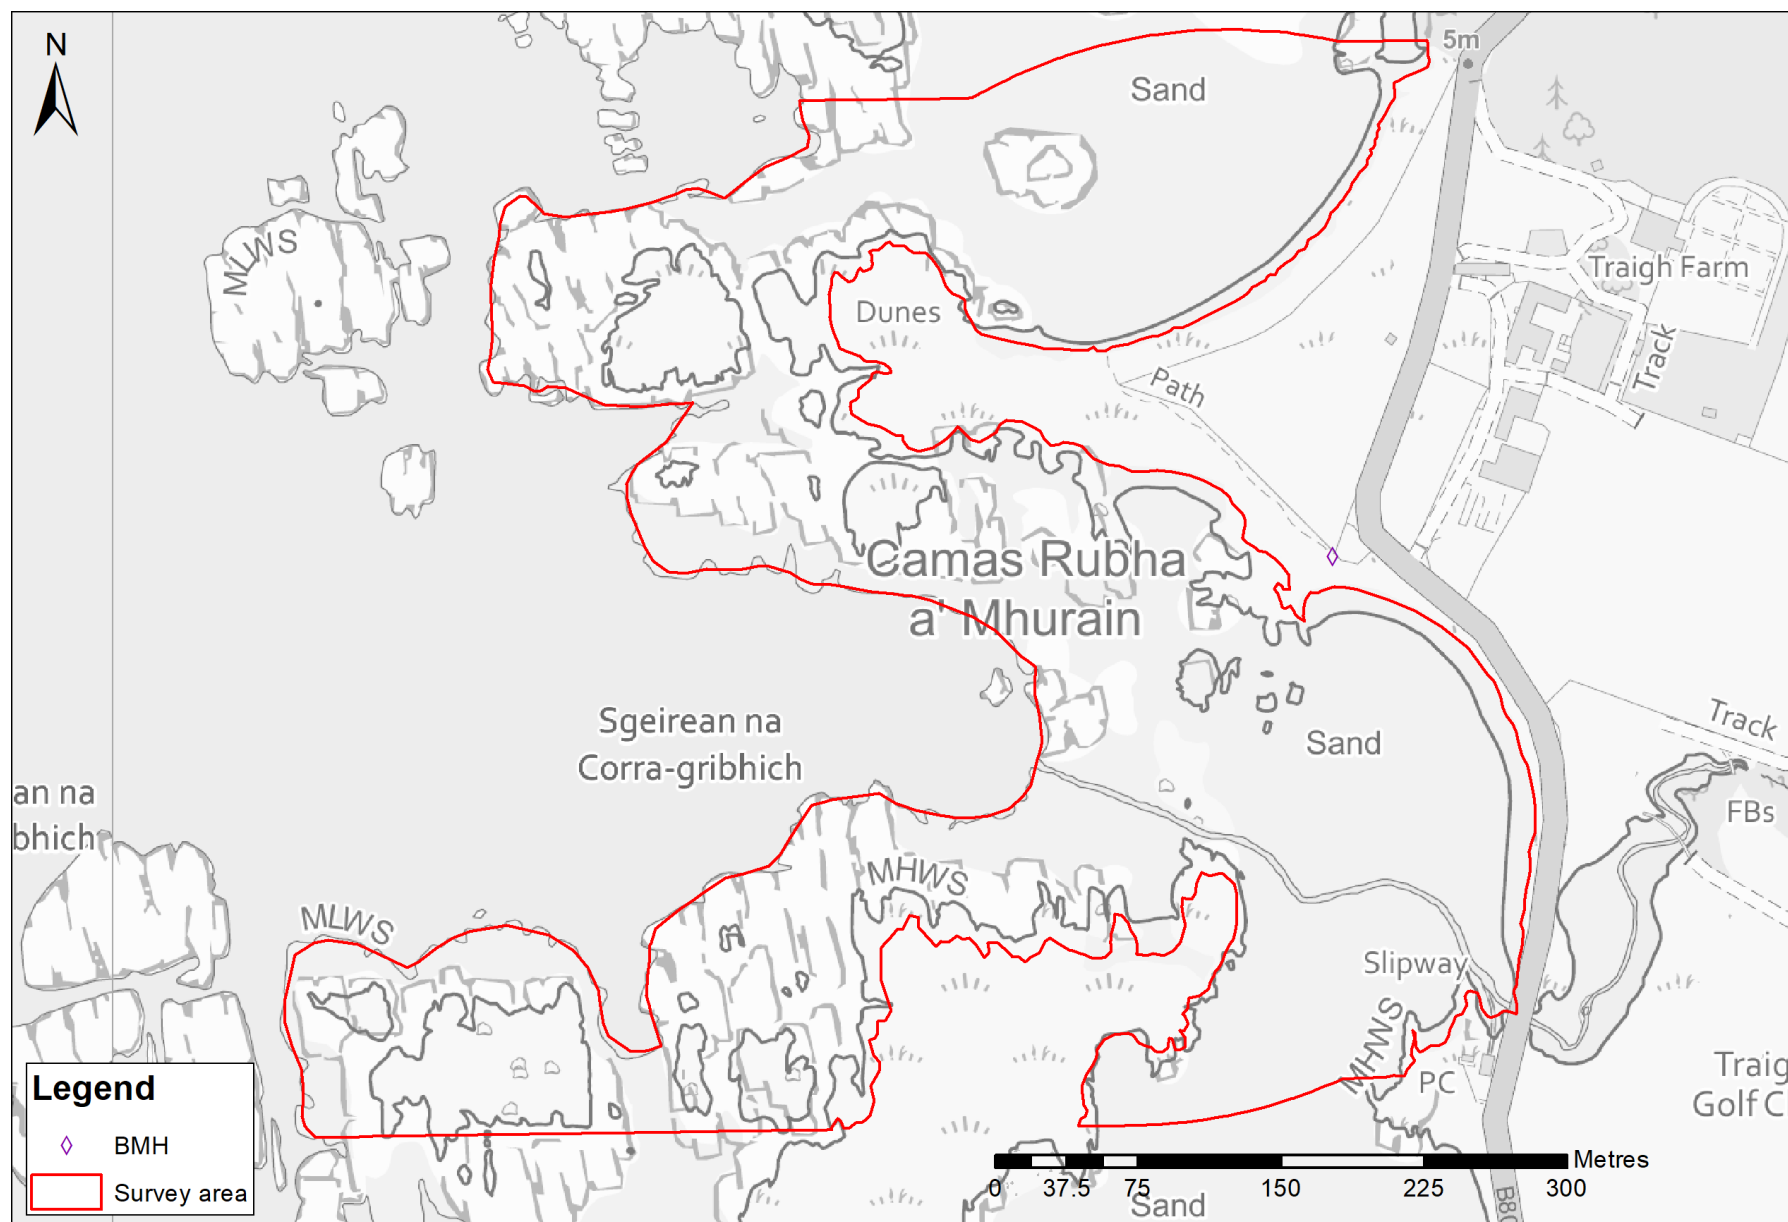 N
5m
Sand
MLWS
Traigh Farm
Dunes
Track
Path
Camas Rubha
a' Mhurain
Sgeirean na
Corra-gribhich
Sand
Track
an na
bhich
FBs
MHWS
MLWS
Slipway
MHWS
PC
Traig
Golf C
Legend
BMH
Survey area
Metres
0 37.5 75 150 225 300
Sand
B80